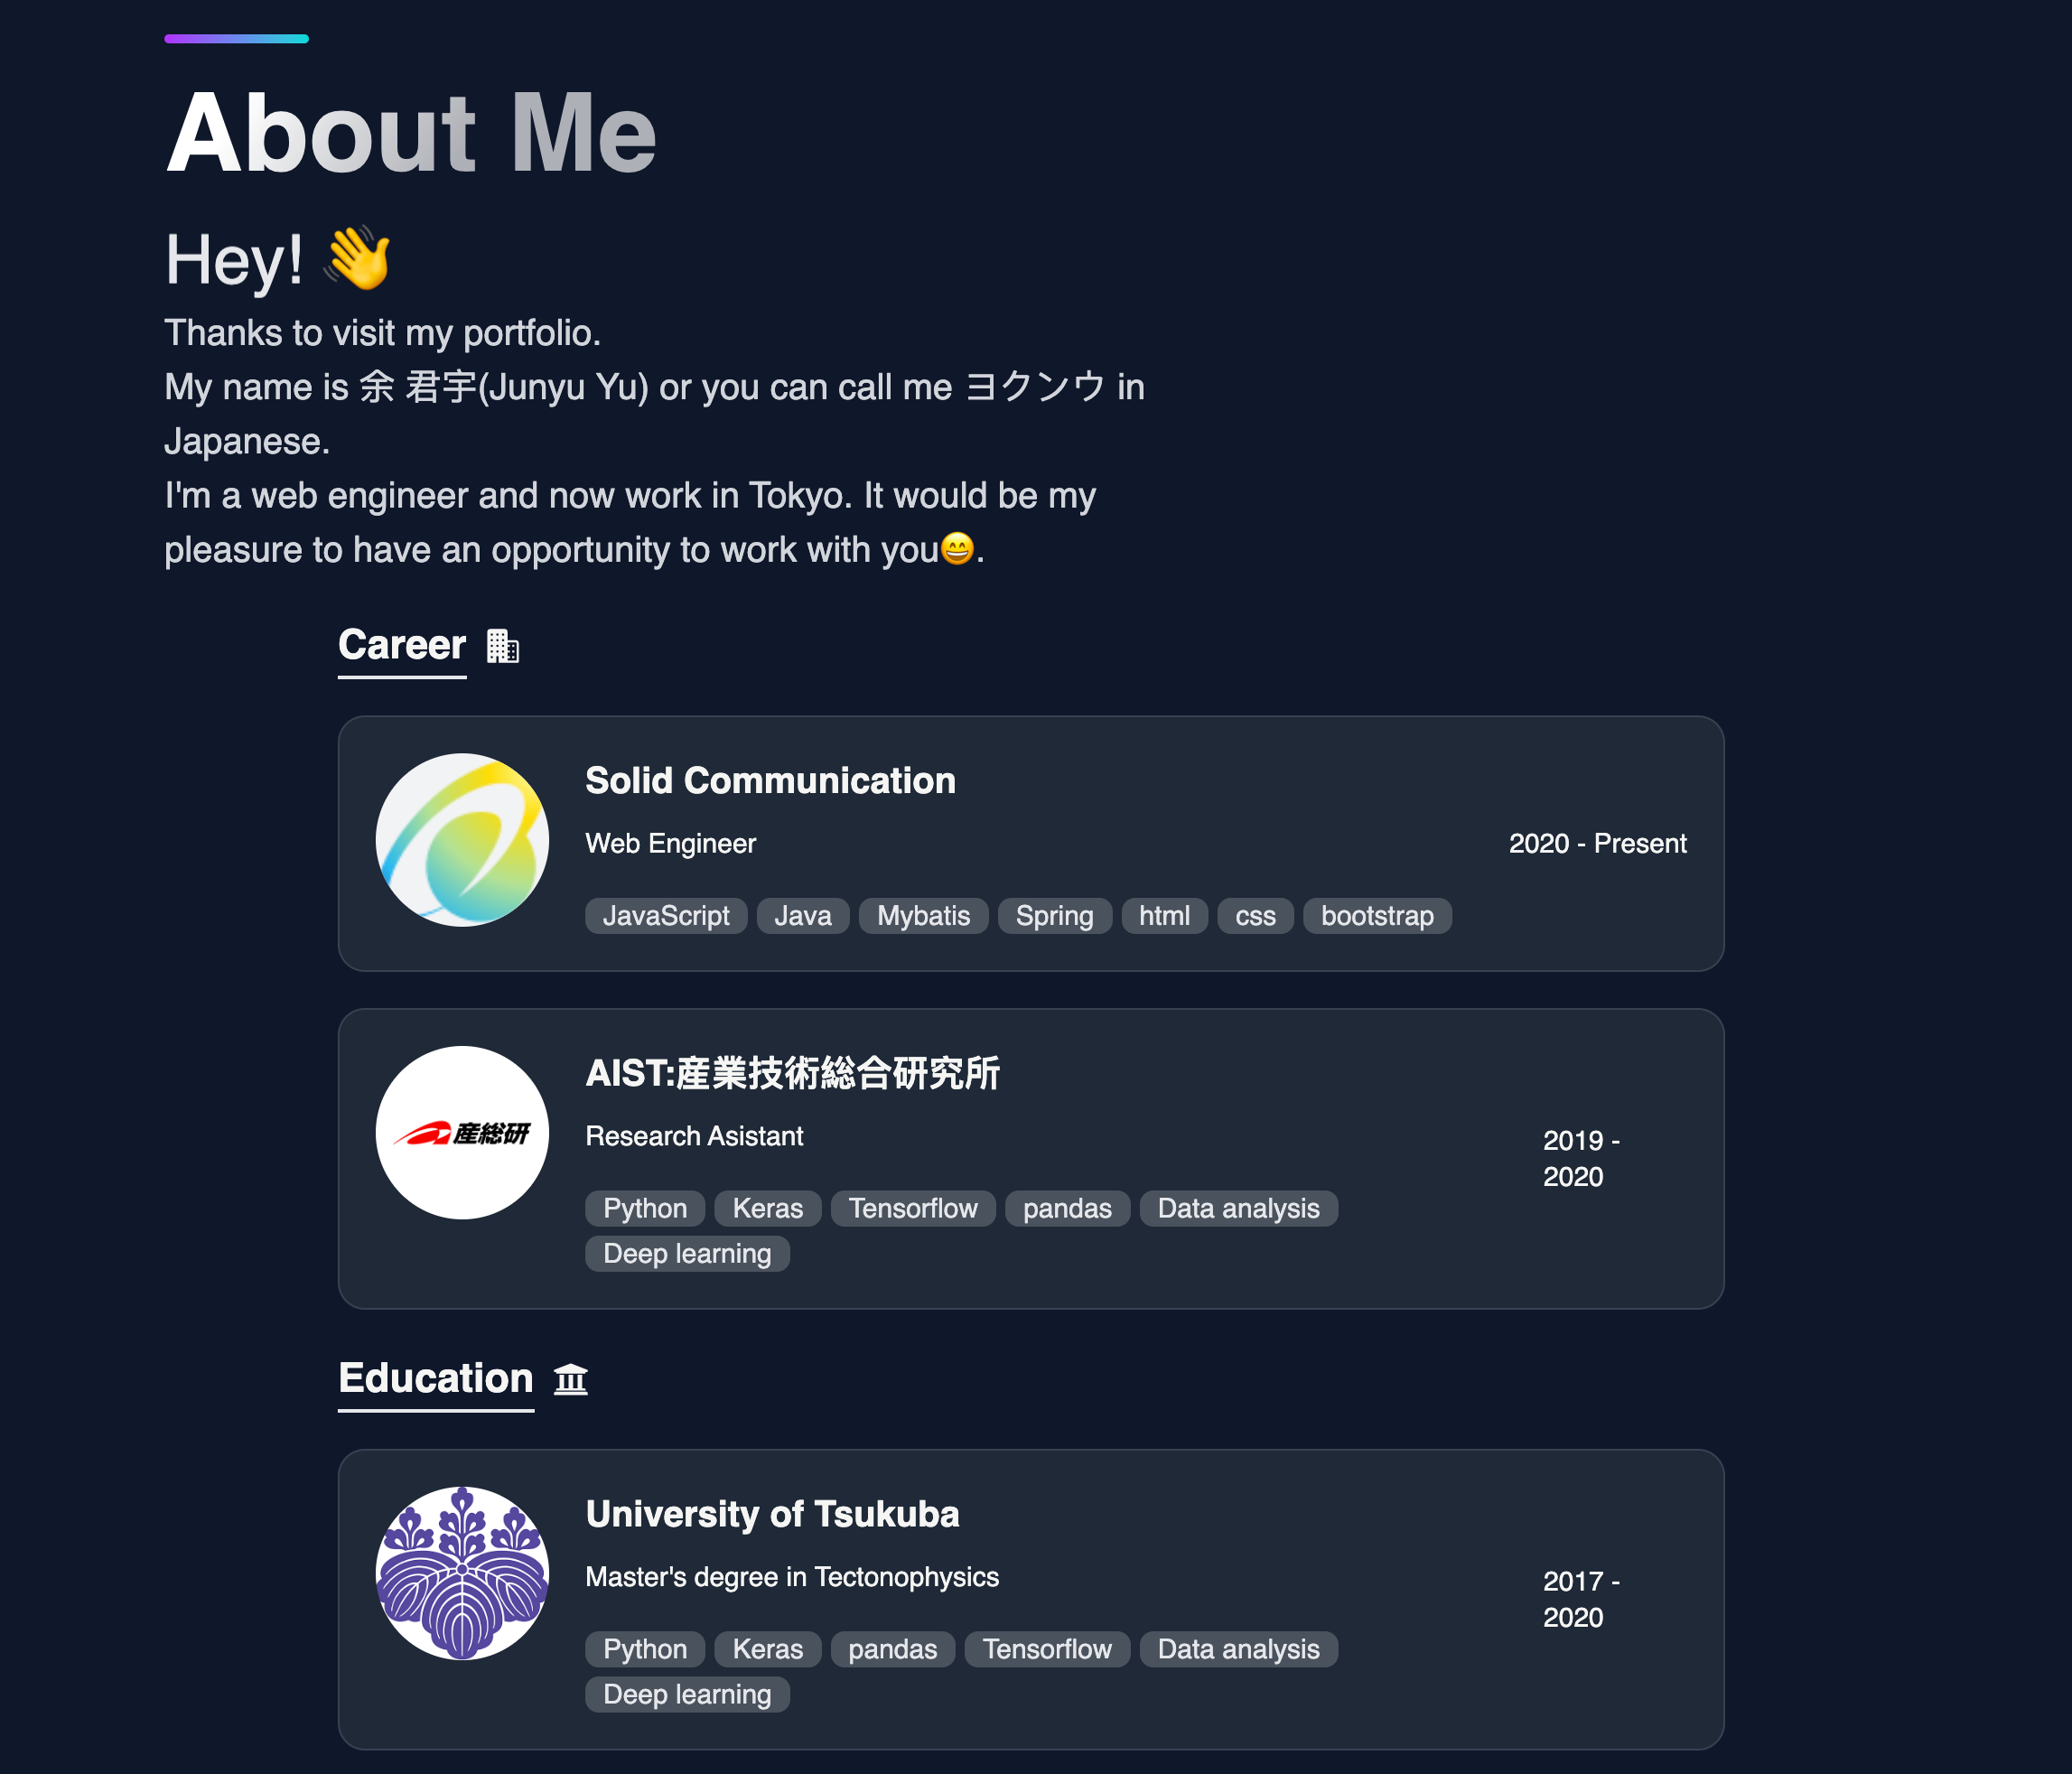 About Me
Hey! 👋
Thanks to visit my portfolio.
My name is 余 君宇(Junyu Yu) or you can call me ヨクンウ in
Japanese.
I'm a web engineer and now work in Tokyo. It would be my
pleasure to have an opportunity to work with you😄.
Career
Solid Communication
Web Engineer
2020 - Present
JavaScript Java Mybatis Spring html css bootstrap
AIST:産業技術総合研究所
産総研
Research Asistant
2019 -
2020
Python Keras Tensorflow pandas Data analysis
Deep learning
Education
University of Tsukuba
Master's degree in Tectonophysics
2017 -
2020
Python Keras pandas Tensorflow Data analysis
Deep learning